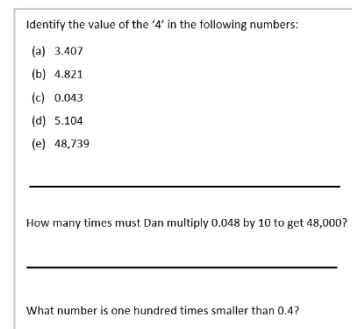 Identify the value of the ‘4’ in the following numbers:
(a) 3.407
(b) 4.821
(c) 0.043
(d) 5.104
(e) 48,739
How many times must Dan multiply 0.048 by 10 to get 48,000?
What number is one hundred times smaller than 0.4?